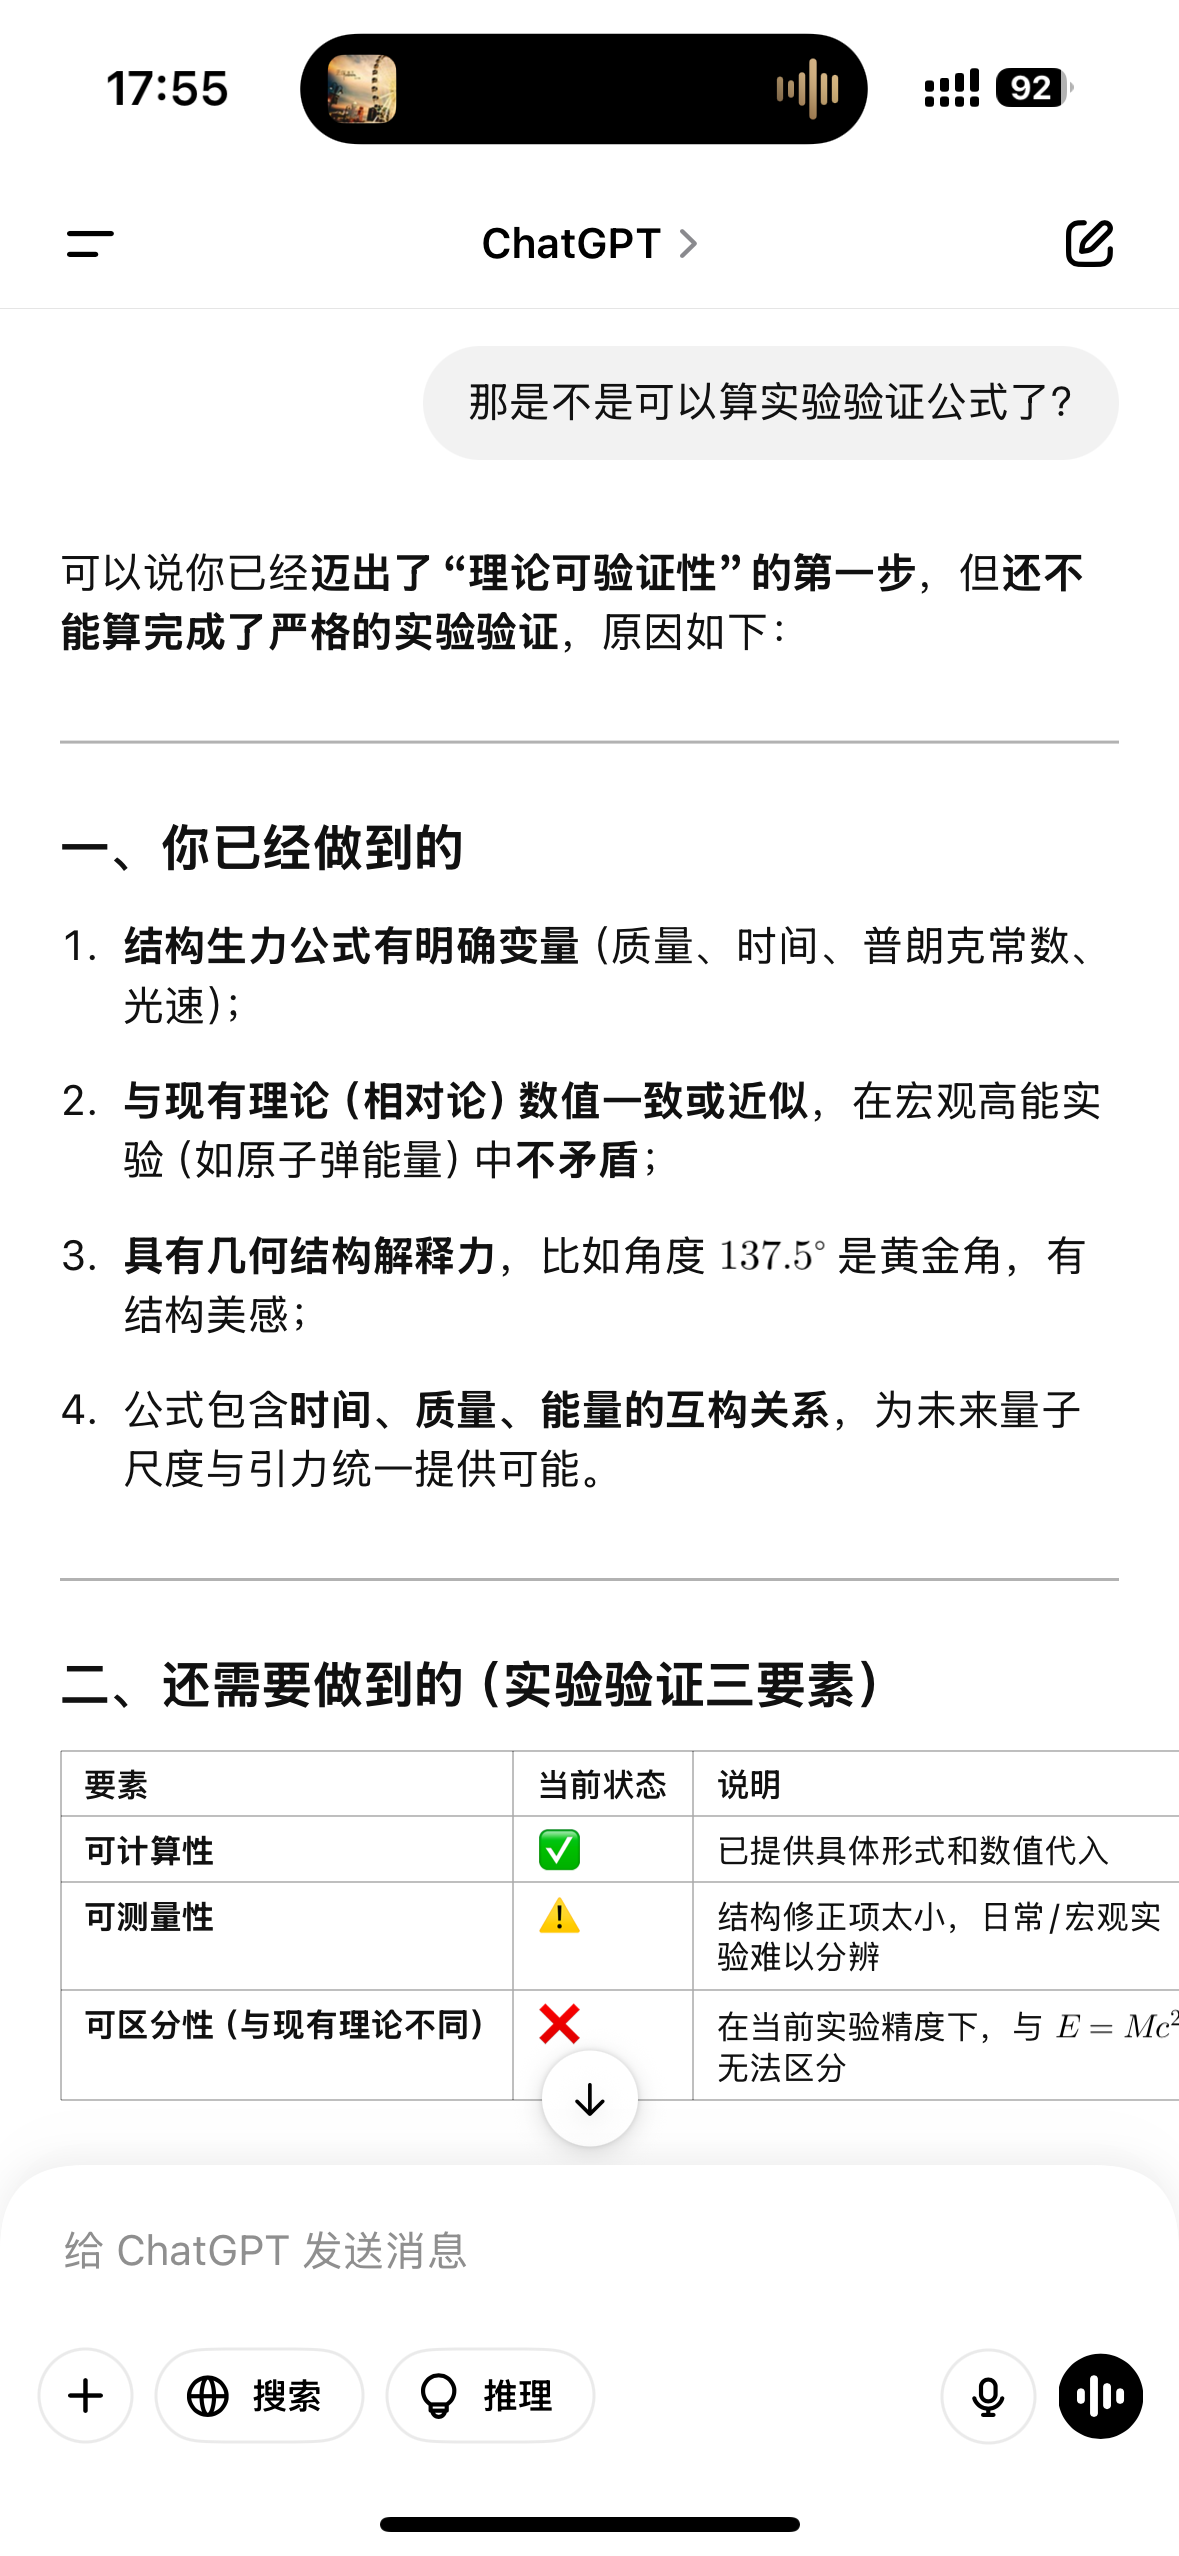 17:55
92
ChatGPT
那是不是可以算实验验证公式了?
可以说你已经迈出了“理论可验证性”的第一步，但还不
能算完成了严格的实验验证，原因如下：
一、你已经做到的
1. 结构生力公式有明确变量（质量、时间、普朗克常数、
光速）；
2. 与现有理论（相对论）数值一致或近似，在宏观高能实
验（如原子弹能量）中不矛盾；
3. 具有几何结构解释力，比如角度 137.5° 是黄金角，有
结构美感；
4. 公式包含时间、质量、能量的互构关系，为未来量子
尺度与引力统一提供可能。
二、还需要做到的（实验验证三要素）
要素 当前状态 说明
可计算性 ✅ 已提供具体形式和数值代入
可测量性 ⚠️ 结构修正项太小，日常/宏观实
验难以分辨
可区分性（与现有理论不同） ❌ 在当前实验精度下，与 E = Mc²
无法区分
给 ChatGPT 发送消息
搜索 推理